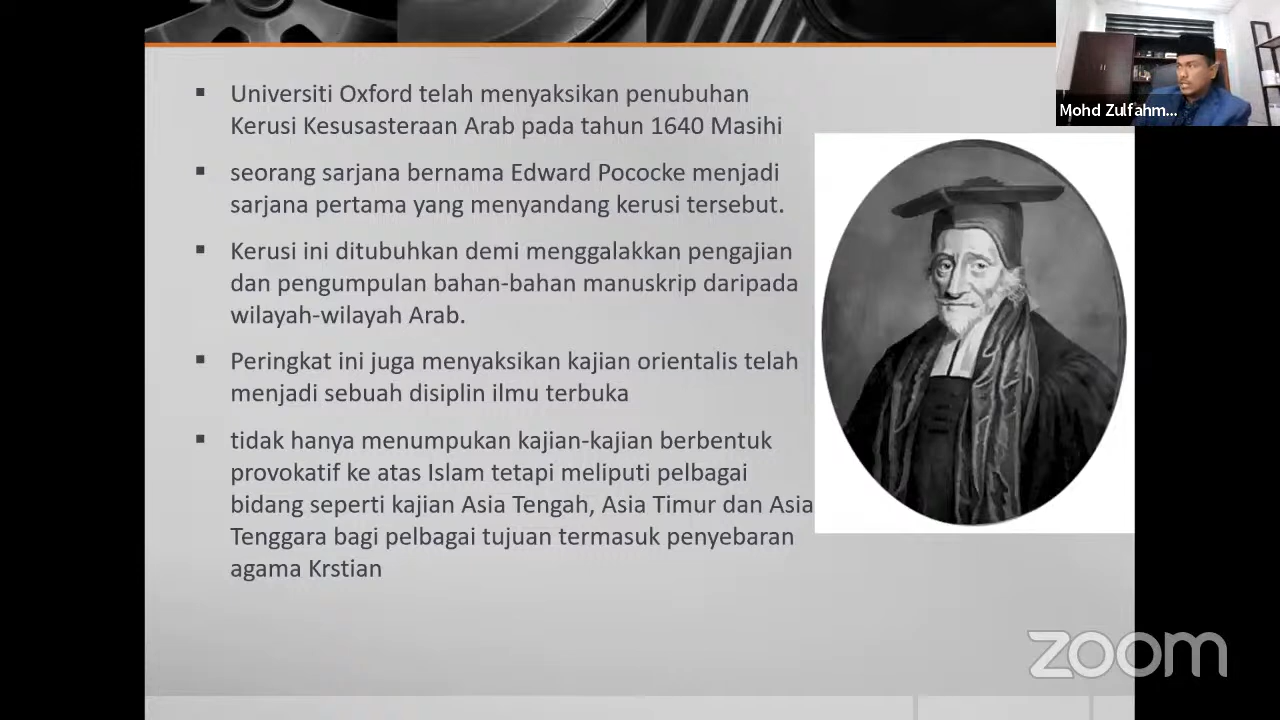 ▪ Universiti Oxford telah menyaksikan penubuhan
Kerusi Kesusasteraan Arab pada tahun 1640 Masihi
▪ seorang sarjana bernama Edward Pococke menjadi
sarjana pertama yang menyandang kerusi tersebut.
▪ Kerusi ini ditubuhkan demi menggalakkan pengajian
dan pengumpulan bahan-bahan manuskrip daripada
wilayah-wilayah Arab.
▪ Peringkat ini juga menyaksikan kajian orientalis telah
menjadi sebuah disiplin ilmu terbuka
▪ tidak hanya menumpukan kajian-kajian berbentuk
provokatif ke atas Islam tetapi meliputi pelbagai
bidang seperti kajian Asia Tengah, Asia Timur dan Asia
Tenggara bagi pelbagai tujuan termasuk penyebaran
agama Krstian
Mohd Zulfahm...
zoom